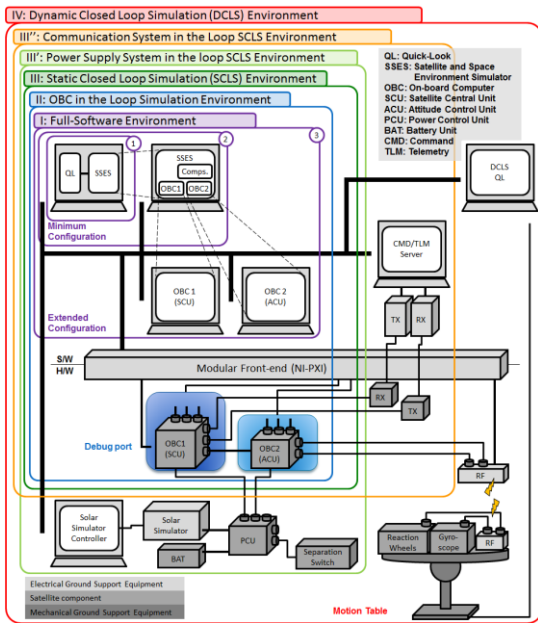 IV: Dynamic Closed Loop Simulation (DCLS) Environment
III'': Communication System in the Loop SCLS Environment
III': Power Supply System in the loop SCLS Environment
III: Static Closed Loop Simulation (SCLS) Environment
II: OBC in the Loop Simulation Environment
I: Full-Software Environment
QL: Quick-Look
SSES: Satellite and Space
Environment Simulator
OBC: On-board Computer
SCU: Satellite Central Unit
ACU: Attitude Control Unit
PCU: Power Control Unit
BAT: Battery Unit
CMD: Command
TLM: Telemetry
1
2
3
QL
SSES
SSES
Comps.
OBC1
OBC2
DCLS
QL
Minimum
Configuration
CMD/TLM
Server
OBC 1
(SCU)
OBC 2
(ACU)
TX
RX
Extended
Configuration
S/W
H/W
Modular Front-end (NI-PXI)
RX
TX
Debug port
OBC1
(SCU)
OBC2
(ACU)
RF
Solar
Simulator
Controller
Solar
Simulator
PCU
BAT
Separation
Switch
Reaction
Wheels
Gyro-
scope
RF
Electrical Ground Support Equipment
Satellite component
Mechanical Ground Support Equipment
Motion Table